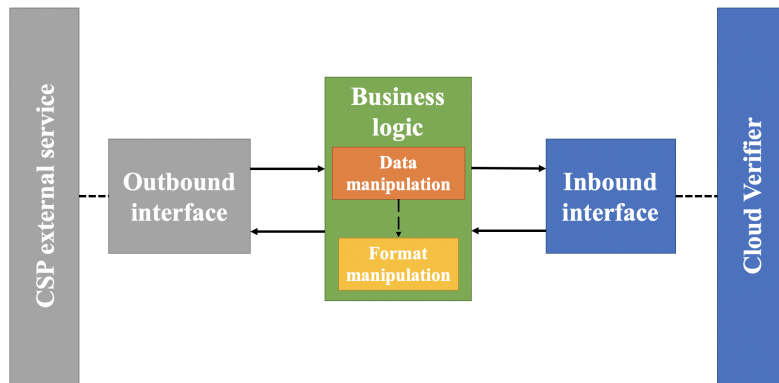 CSP external service
Outbound
interface
Business
logic
Data
manipulation
Format
manipulation
Inbound
interface
Cloud Verifier